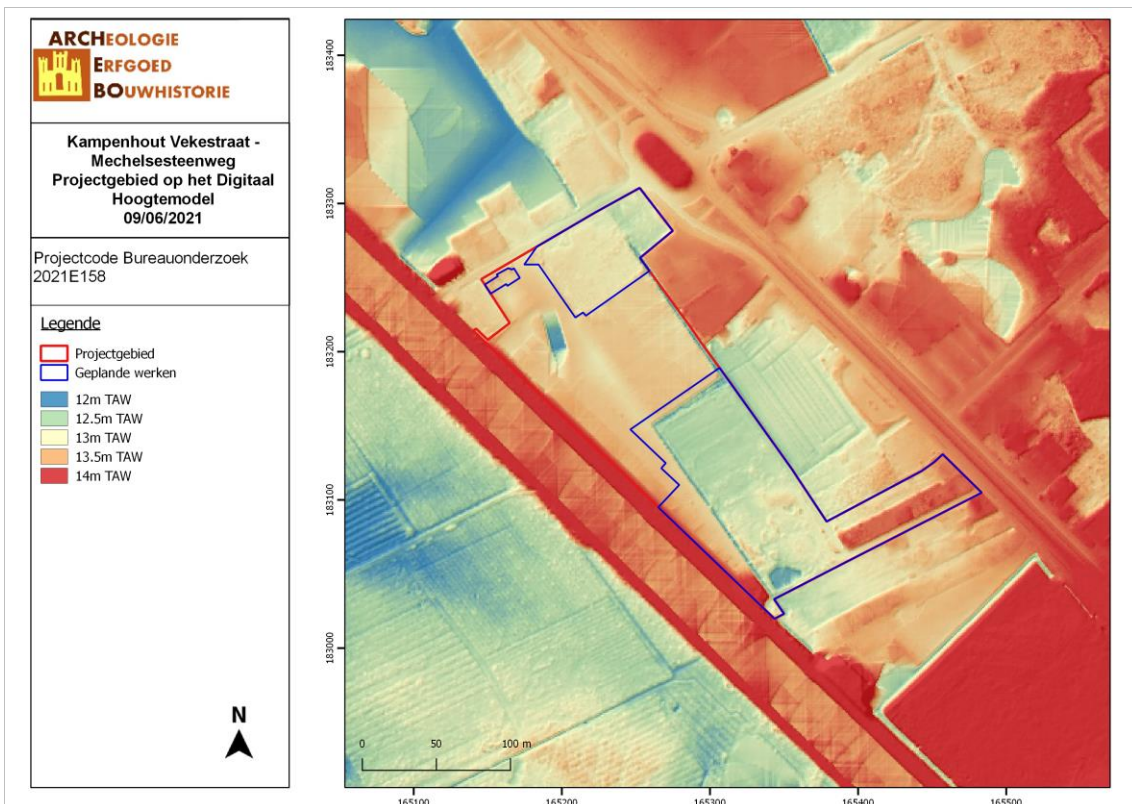 ARCHEOLOGIE
ERFGOED
BOUWHISTORIE
Kampenhout Vekestraat -
Mechelsesteenweg
Projectgebied op het Digitaal
Hoogtemodel
09/06/2021
Projectcode Bureauonderzoek
2021E158
Legende
Projectgebied
Geplande werken
12m TAW
12.5m TAW
13m TAW
13.5m TAW
14m TAW
N
183400
183300
183200
183100
183000
0 50 100 m
165100 165200 165300 165400 165500